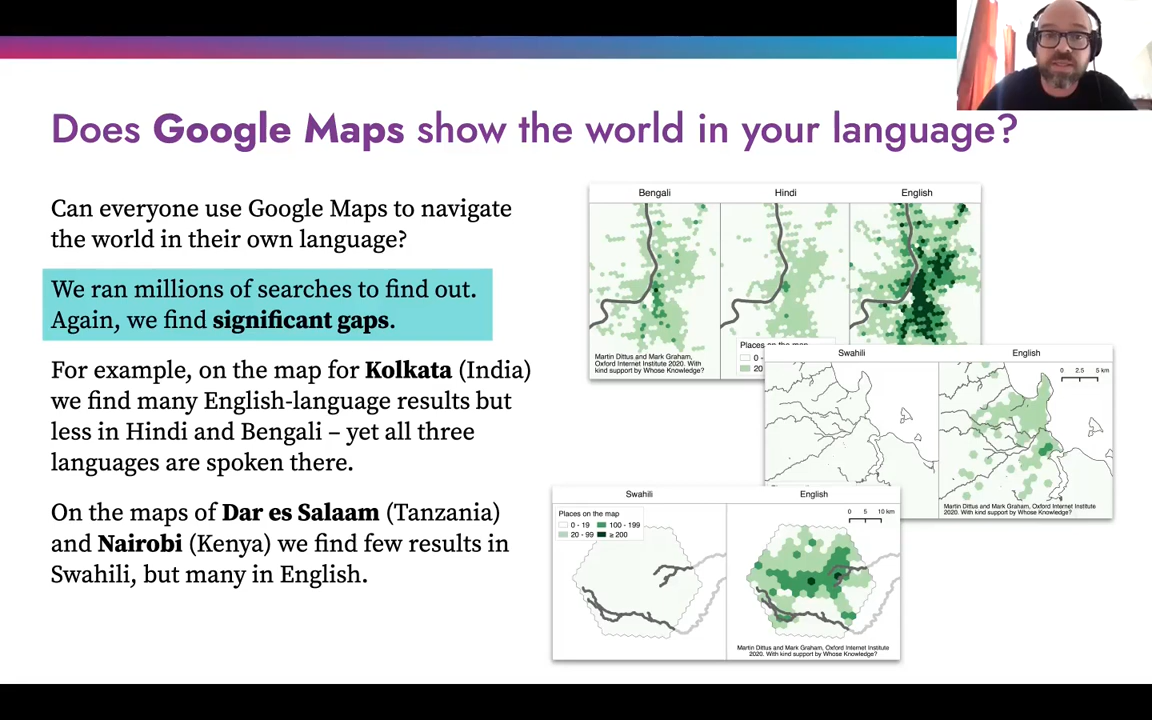 Does Google Maps show the world in your language?
Can everyone use Google Maps to navigate
the world in their own language?
We ran millions of searches to find out.
Again, we find significant gaps.
For example, on the map for Kolkata (India)
we find many English-language results but
less in Hindi and Bengali – yet all three
languages are spoken there.
On the maps of Dar es Salaam (Tanzania)
and Nairobi (Kenya) we find few results in
Swahili, but many in English.
Bengali
Hindi
English
Martin Dittus and Mark Graham,
Oxford Internet Institute 2020. With
kind support by Whose Knowledge?
Places on the map
0 -
20
Swahili
English
0 2.5 5 km
Martin Dittus and Mark Graham, Oxford Internet Institute
2020. With kind support by Whose Knowledge?
Swahili
English
Places on the map
0 - 19 100 - 199
20 - 99 ≥ 200
0 5 10 km
Martin Dittus and Mark Graham, Oxford Internet Institute
2020. With kind support by Whose Knowledge?